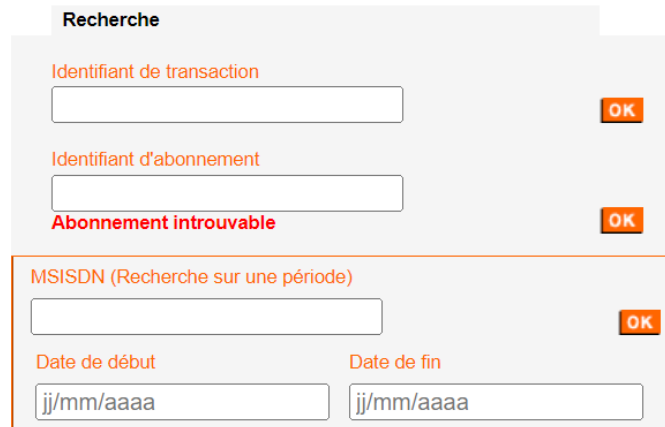 Recherche
Identifiant de transaction
OK
Identifiant d'abonnement
Abonnement introuvable
OK
MSISDN (Recherche sur une période)
OK
Date de début Date de fin
jj/mm/aaaa jj/mm/aaaa